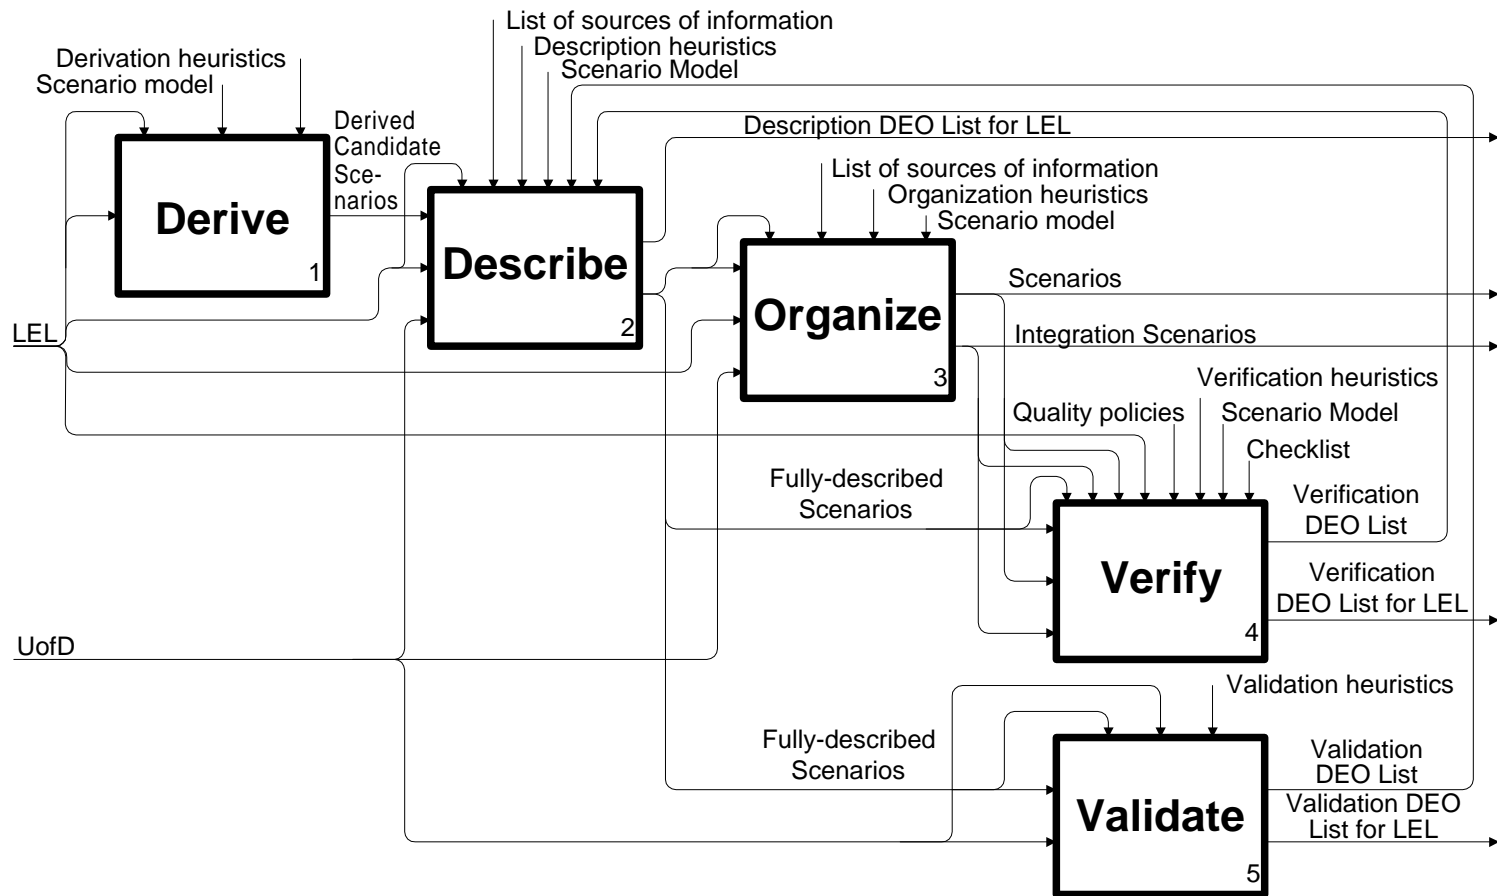 List of sources of information
Description heuristics
Scenario Model
Derivation heuristics
Scenario model
Derived
Candidate
Sce-
narios
Description DEO List for LEL
List of sources of information
Organization heuristics
Scenario model
Derive
1
Describe
2
Organize
3
Scenarios
Integration Scenarios
LEL
Verification heuristics
Quality policies
Scenario Model
Checklist
Fully-described
Scenarios
Verification
DEO List
Verify
4
Verification
DEO List for LEL
UofD
Validation heuristics
Fully-described
Scenarios
Validate
5
Validation
DEO List
Validation DEO
List for LEL